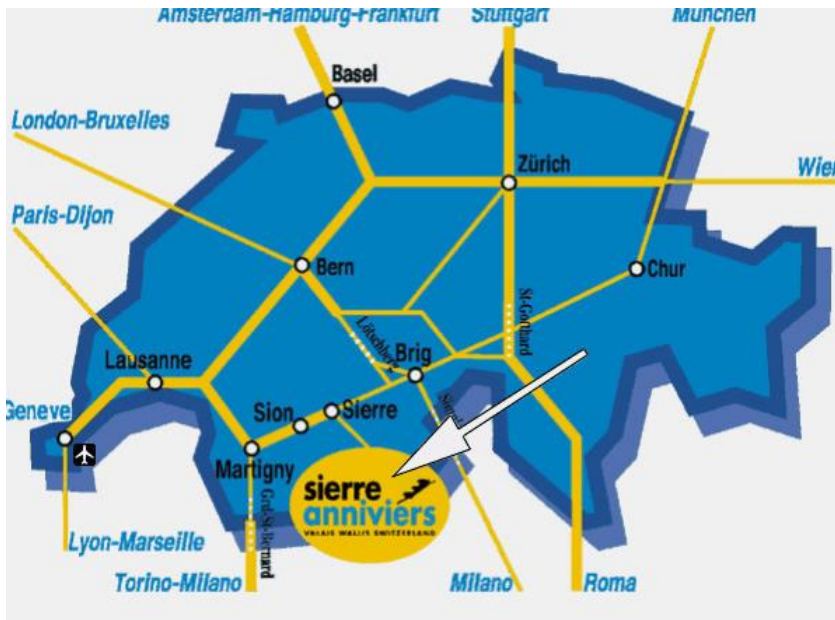 Amsterdam-Hamburg-Frankfurt
Stuttgart
München
Basel
London-Bruxelles
Zürich
Wien
Paris-Dijon
Bern
Chur
St-Gotthard
Lötschberg
Lausanne
Brig
Geneve
Sion
Sierre
Martigny
sierre
anniviers
VALAIS WALLIS SWITZERLAND
Grd-St-Bernard
Lyon-Marseille
Torino-Milano
Milano
Roma